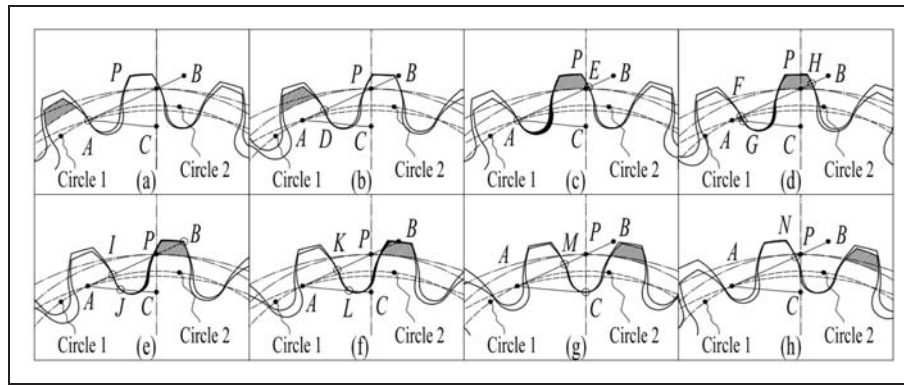 P B A C Circle 1 (a) Circle 2
P B A D C Circle 1 (b) Circle 2
P E B A C Circle 1 (c) Circle 2
P H B F A G C Circle 1 (d) Circle 2
I P B A J C Circle 1 (e) Circle 2
K P B A L C Circle 1 (f) Circle 2
A M P B C Circle 1 (g) Circle 2
A N P B C Circle 1 (h) Circle 2